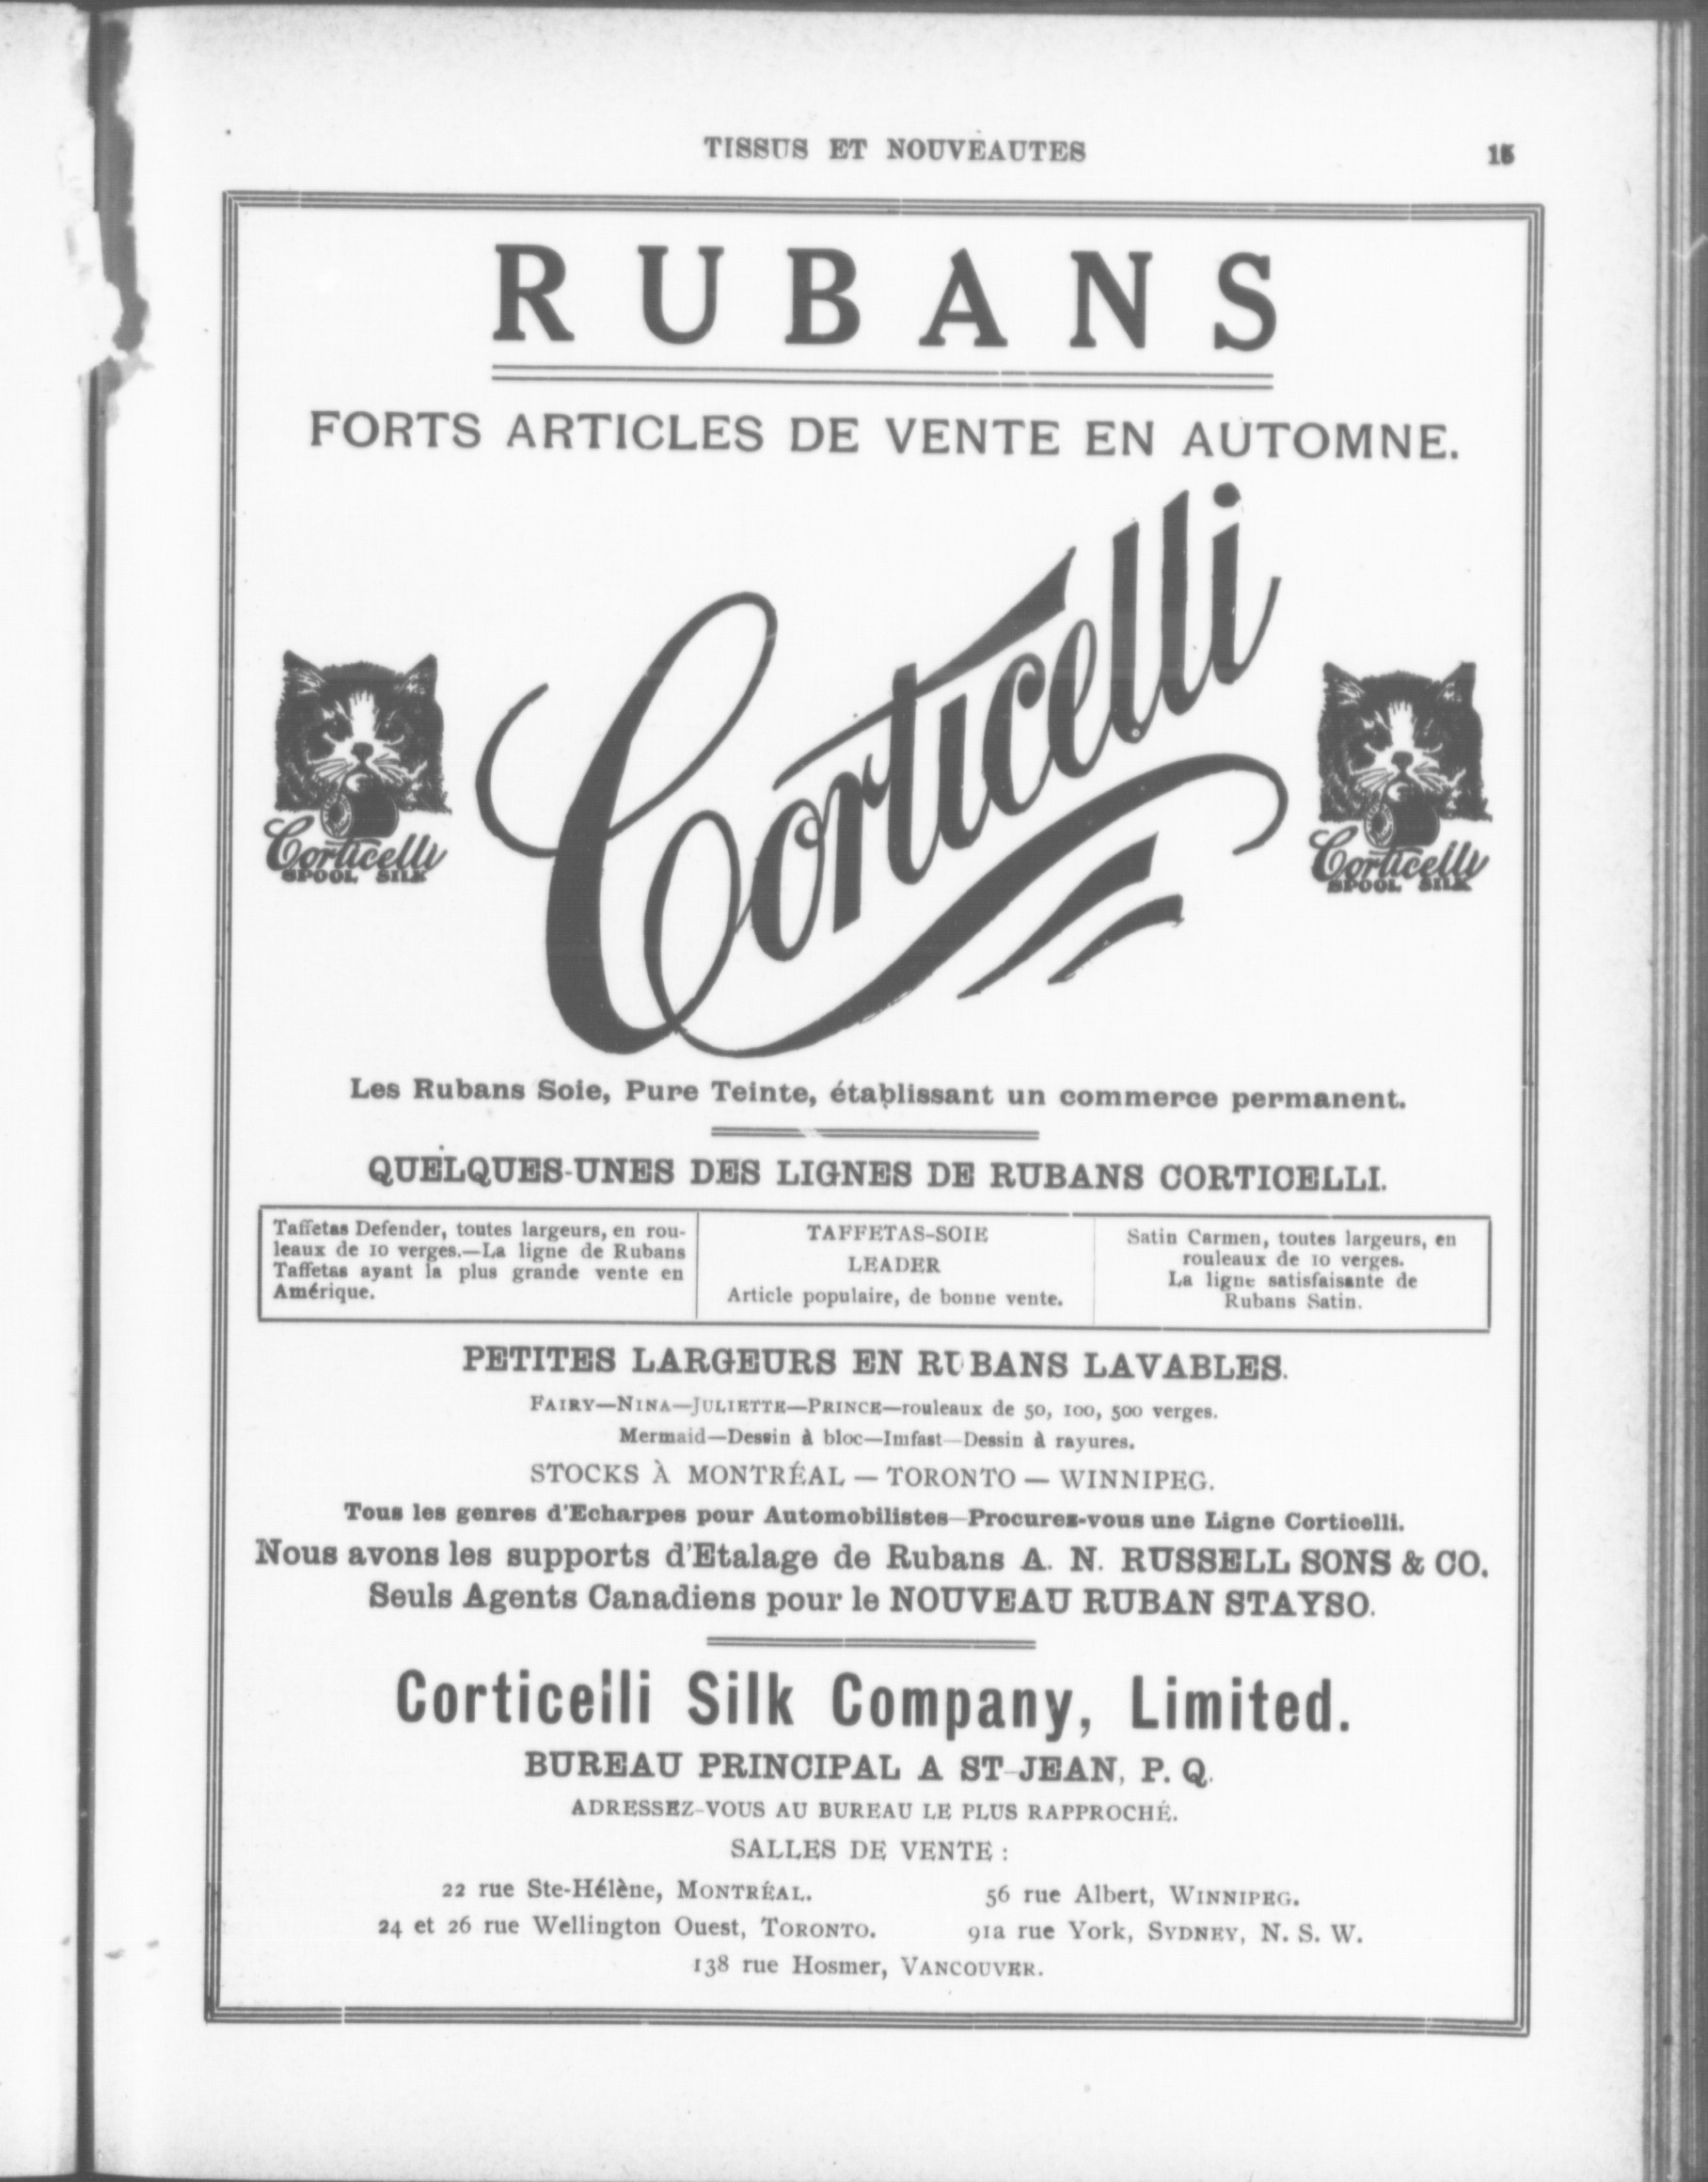 TISSUS ET NOUVEAUTES 15
RUBANS
FORTS ARTICLES DE VENTE EN AUTOMNE.
Corticelli
Corticelli
SPOOL SILK
Corticelli
SPOOL SILK
Les Rubans Soie, Pure Teinte, établissant un commerce permanent.
QUELQUES-UNES DES LIGNES DE RUBANS CORTICELLI.
Taffetas Defender, toutes largeurs, en rou-
leaux de 10 verges.—La ligne de Rubans
Taffetas ayant la plus grande vente en
Amérique.
TAFFETAS-SOIE
LEADER
Article populaire, de bonne vente.
Satin Carmen, toutes largeurs, en
rouleaux de 10 verges.
La ligne satisfaisante de
Rubans Satin.
PETITES LARGEURS EN RUBANS LAVABLES.
FAIRY—NINA—JULIETTE—PRINCE—rouleaux de 50, 100, 500 verges.
Mermaid—Dessin à bloc—Imfast—Dessin à rayures.
STOCKS À MONTRÉAL — TORONTO — WINNIPEG.
Tous les genres d'Echarpes pour Automobilistes—Procurez-vous une Ligne Corticelli.
Nous avons les supports d'Etalage de Rubans A. N. RUSSELL SONS & CO.
Seuls Agents Canadiens pour le NOUVEAU RUBAN STAYSO.
Corticelli Silk Company, Limited.
BUREAU PRINCIPAL A ST-JEAN, P. Q.
ADRESSEZ-VOUS AU BUREAU LE PLUS RAPPROCHÉ.
SALLES DE VENTE :
22 rue Ste-Hélène, MONTRÉAL.
56 rue Albert, WINNIPEG.
24 et 26 rue Wellington Ouest, TORONTO.
91a rue York, SYDNEY, N. S. W.
138 rue Hosmer, VANCOUVER.